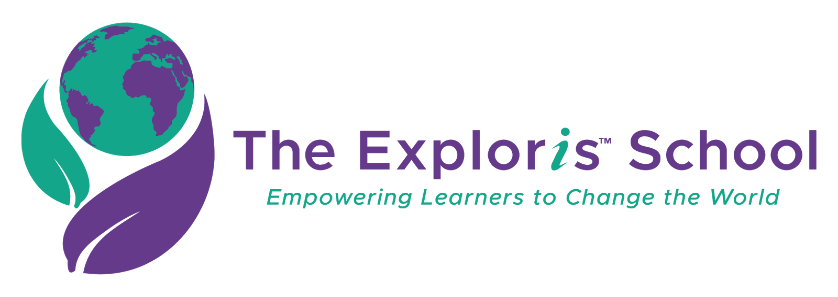 The Exploris™ School
Empowering Learners to Change the World